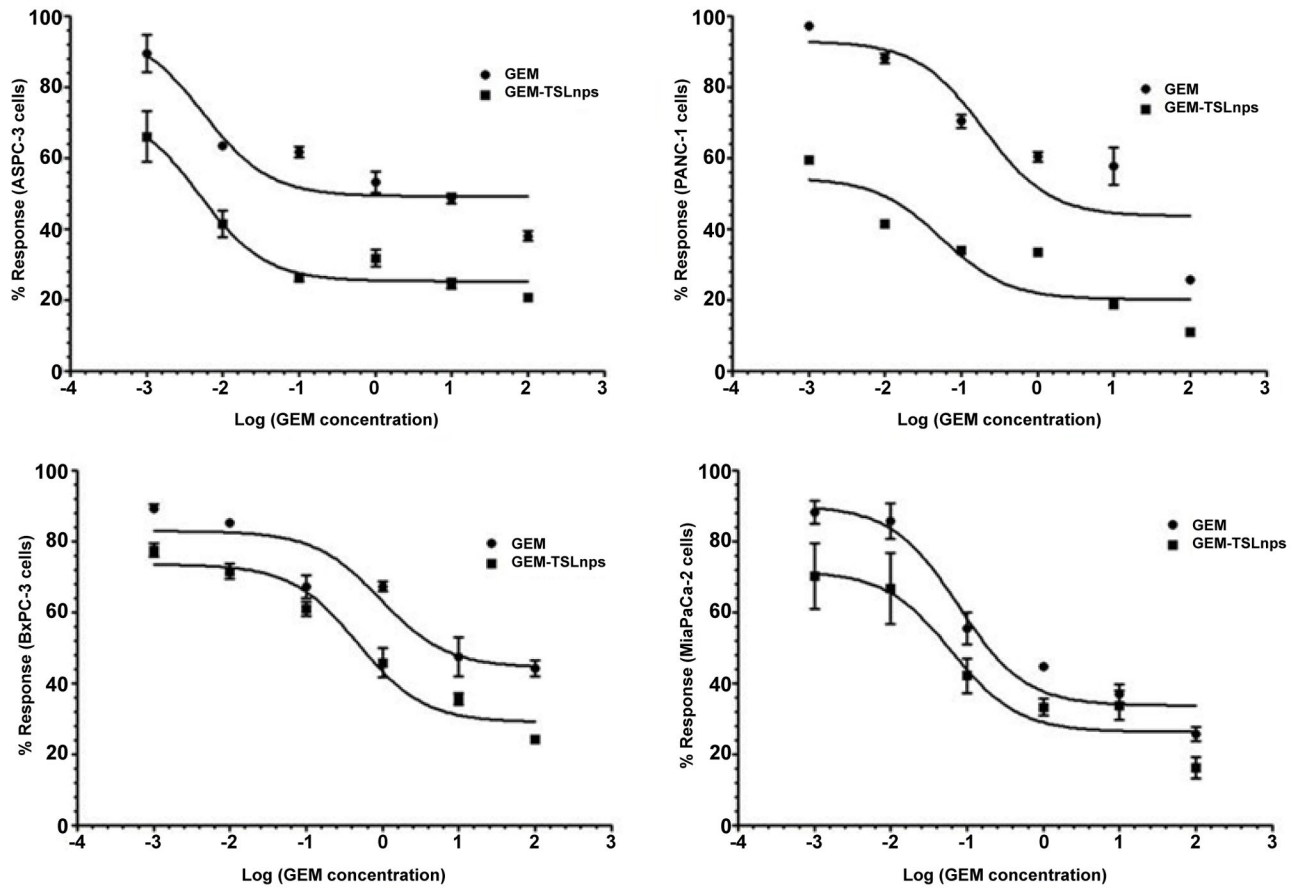 100
80
60
40
20
0
% Response (ASPC-3 cells)
GEM
GEM-TSLnps
-4 -3 -2 -1 0 1 2 3
Log (GEM concentration)
100
80
60
40
20
0
% Response (PANC-1 cells)
GEM
GEM-TSLnps
-4 -3 -2 -1 0 1 2 3
Log (GEM concentration)
100
80
60
40
20
0
% Response (BxPC-3 cells)
GEM
GEM-TSLnps
-4 -3 -2 -1 0 1 2 3
Log (GEM concentration)
100
80
60
40
20
0
% Response (MiaPaCa-2 cells)
GEM
GEM-TSLnps
-4 -3 -2 -1 0 1 2 3
Log (GEM concentration)